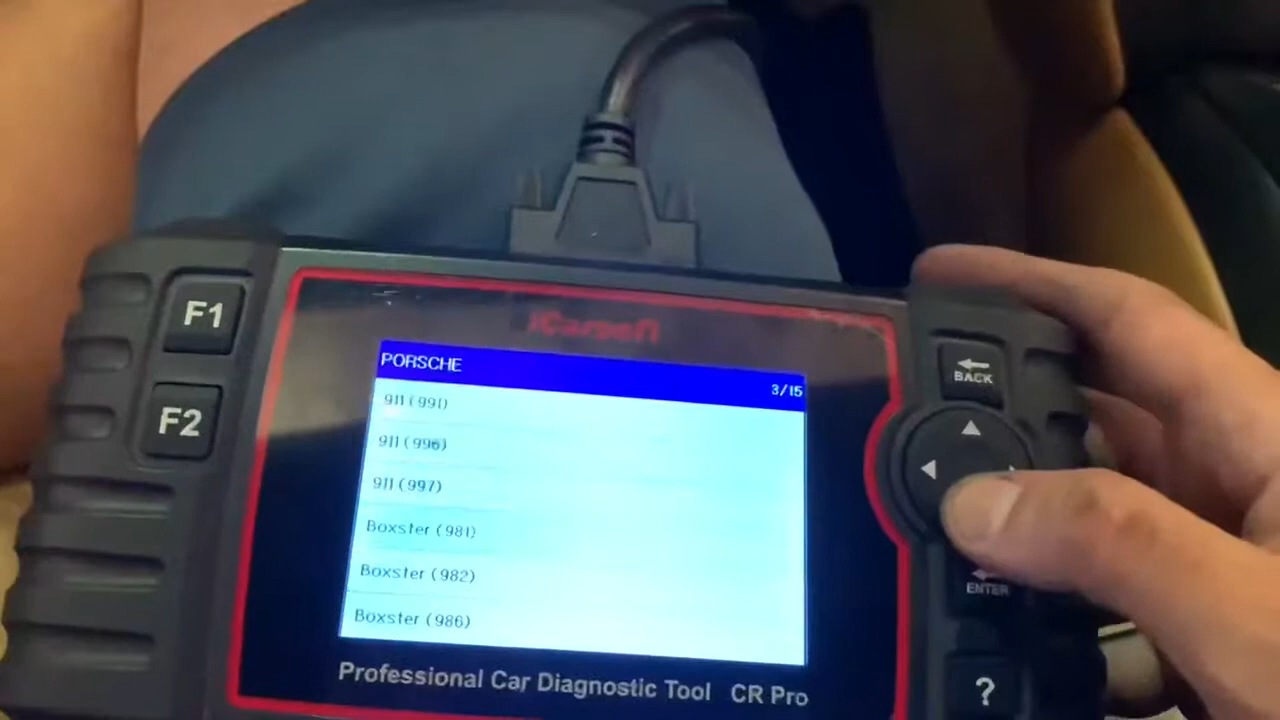 F1
F2
iCarsoft
PORSCHE
3/15
911 (991)
911 (996)
911 (997)
Boxster (981)
Boxster (982)
Boxster (986)
BACK
ENTER
?
Professional Car Diagnostic Tool CR Pro